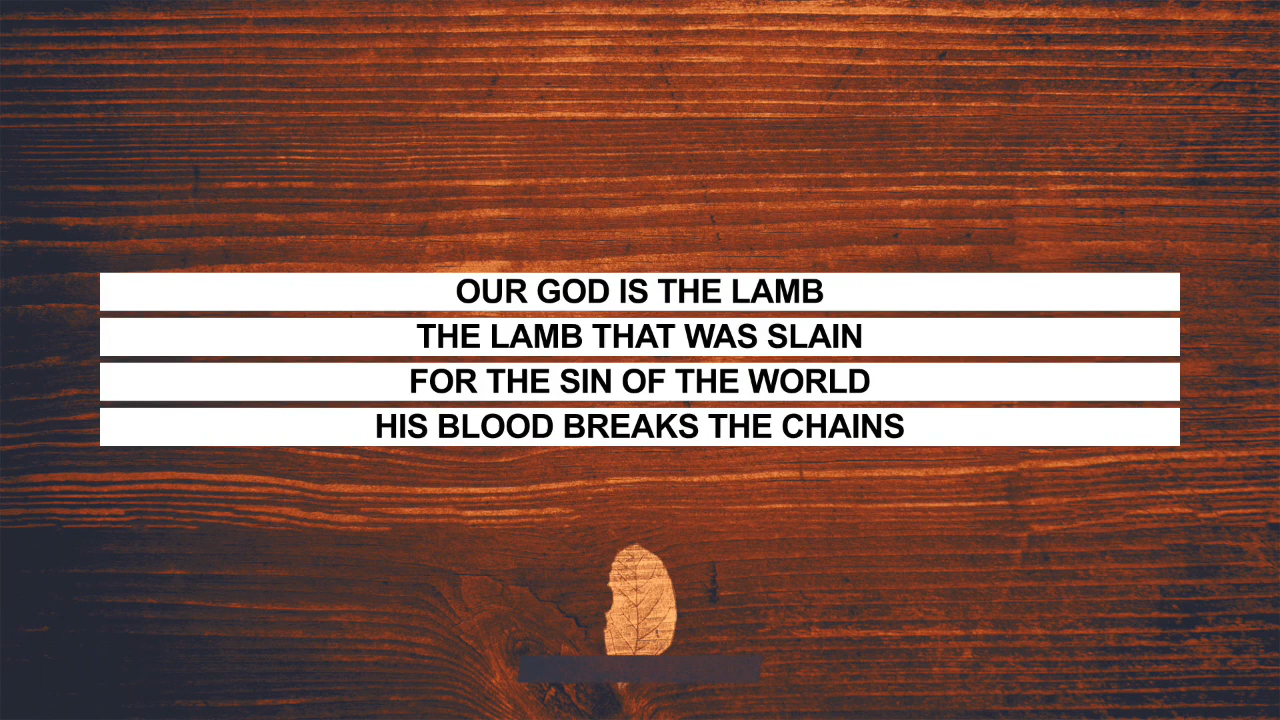 OUR GOD IS THE LAMB
THE LAMB THAT WAS SLAIN
FOR THE SIN OF THE WORLD
HIS BLOOD BREAKS THE CHAINS